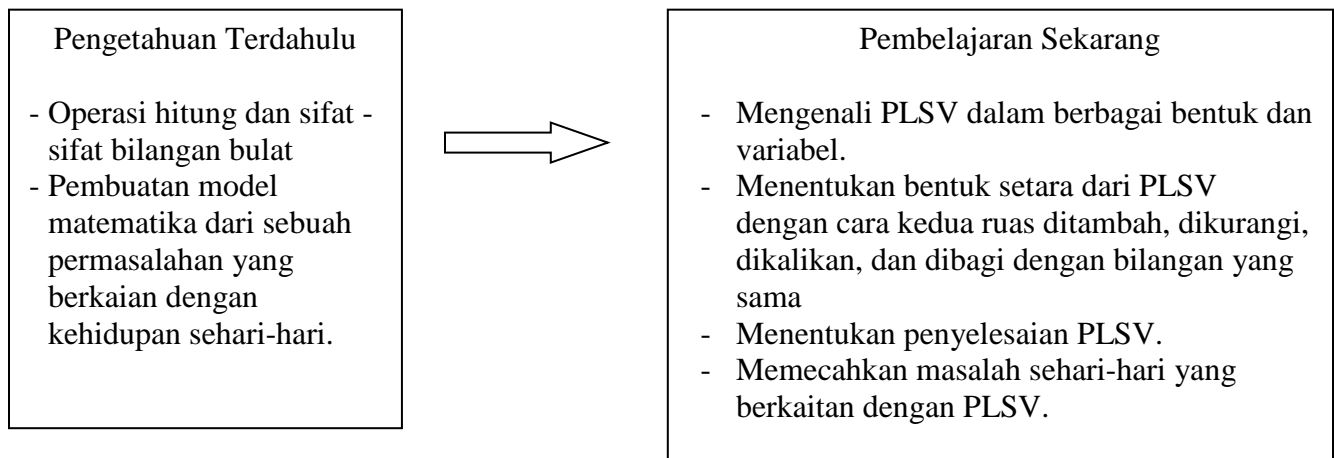 Pengetahuan Terdahulu
- Operasi hitung dan sifat -
sifat bilangan bulat
- Pembuatan model
matematika dari sebuah
permasalahan yang
berkaian dengan
kehidupan sehari-hari.
Pembelajaran Sekarang
- Mengenali PLSV dalam berbagai bentuk dan
variabel.
- Menentukan bentuk setara dari PLSV
dengan cara kedua ruas ditambah, dikurangi,
dikalikan, dan dibagi dengan bilangan yang
sama
- Menentukan penyelesaian PLSV.
- Memecahkan masalah sehari-hari yang
berkaitan dengan PLSV.